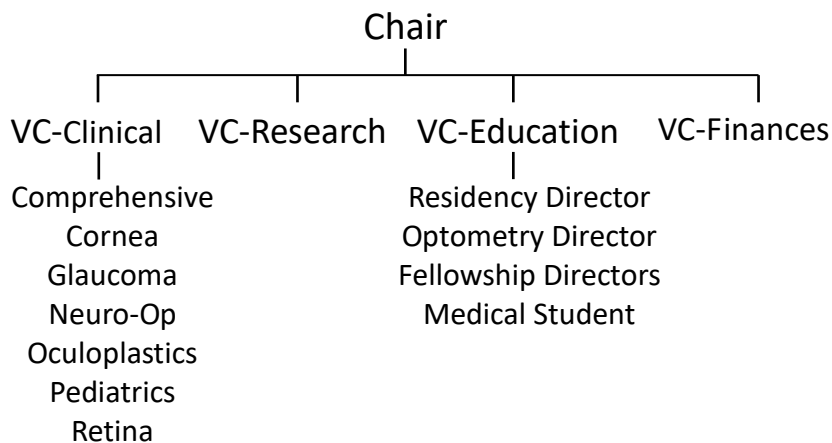 Chair
VC-Clinical VC-Research VC-Education VC-Finances
Comprehensive
Cornea
Glaucoma
Neuro-Op
Oculoplastics
Pediatrics
Retina
Residency Director
Optometry Director
Fellowship Directors
Medical Student